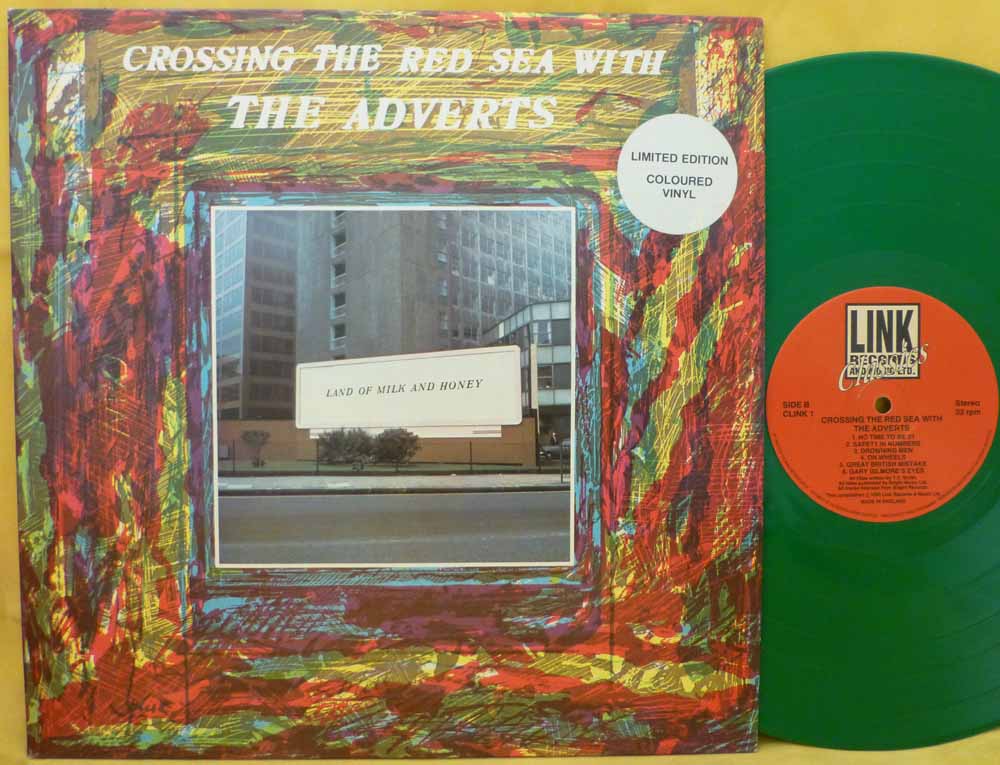 CROSSING THE RED SEA WITH
THE ADVERTS
LIMITED EDITION
COLOURED
VINYL
LAND OF MILK AND HONEY
LINK
RECORDS
Classics
SIDE B
CLINK 1
Stereo
33 rpm
CROSSING THE RED SEA WITH
THE ADVERTS
1. NO TIME TO BE 21
2. SAFETY IN NUMBERS
3. DROWNING MEN
4. ON WHEELS
5. GREAT BRITISH MISTAKE
6. GARY GILMORE'S EYES
MADE IN ENGLAND